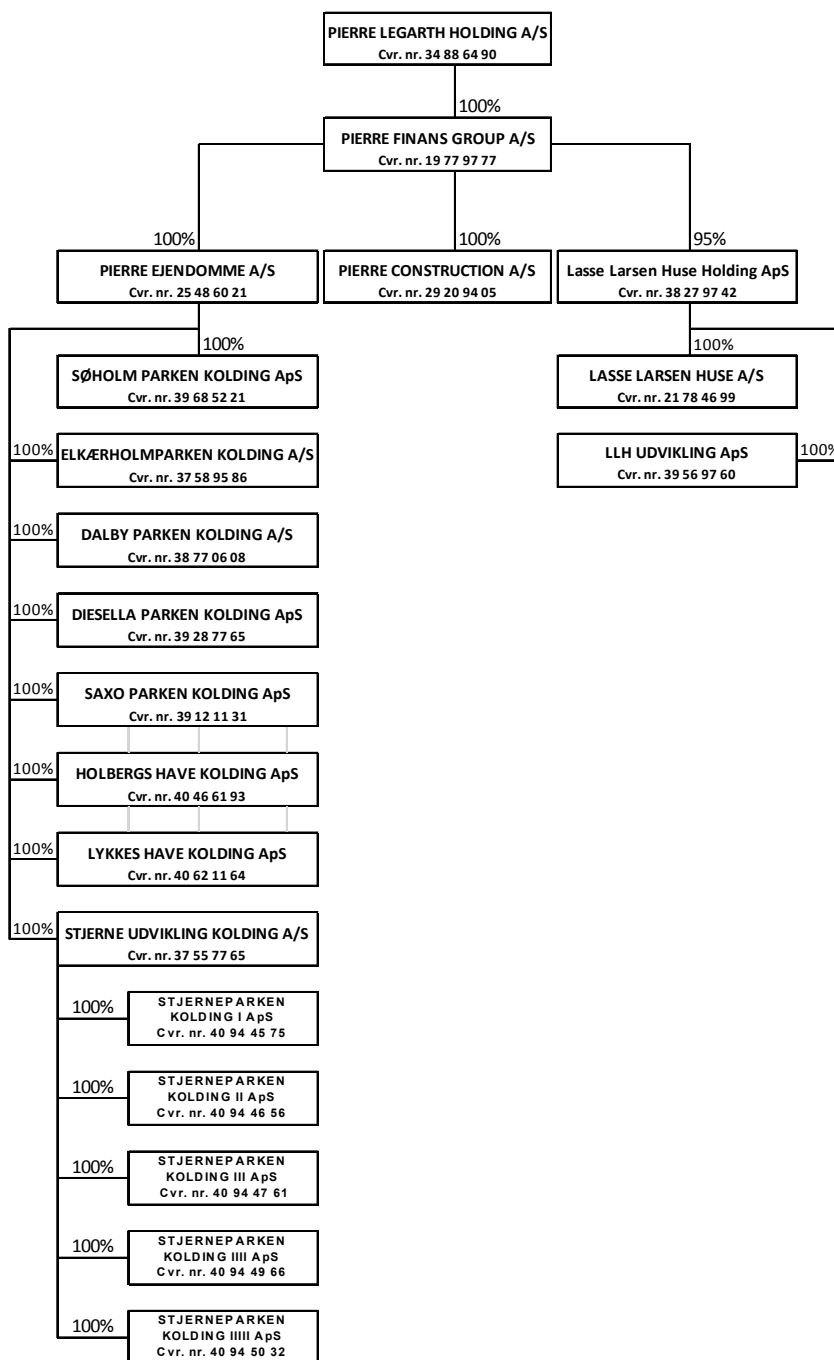 PIERRE LEGARTH HOLDING A/S
Cvr. nr. 34 88 64 90
100%
PIERRE FINANS GROUP A/S
Cvr. nr. 19 77 97 77
100%
100%
95%
PIERRE EJENDOMME A/S
Cvr. nr. 25 48 60 21
PIERRE CONSTRUCTION A/S
Cvr. nr. 29 20 94 05
Lasse Larsen Huse Holding ApS
Cvr. nr. 38 27 97 42
100%
100%
SØHOLM PARKEN KOLDING ApS
Cvr. nr. 39 68 52 21
LASSE LARSEN HUSE A/S
Cvr. nr. 21 78 46 99
100%
ELKÆRHOLMPARKEN KOLDING A/S
Cvr. nr. 37 58 95 86
LLH UDVIKLING ApS
Cvr. nr. 39 56 97 60
100%
100%
DALBY PARKEN KOLDING A/S
Cvr. nr. 38 77 06 08
100%
DIESELLA PARKEN KOLDING ApS
Cvr. nr. 39 28 77 65
100%
SAXO PARKEN KOLDING ApS
Cvr. nr. 39 12 11 31
100%
HOLBERGS HAVE KOLDING ApS
Cvr. nr. 40 46 61 93
100%
LYKKES HAVE KOLDING ApS
Cvr. nr. 40 62 11 64
100%
STJERNE UDVIKLING KOLDING A/S
Cvr. nr. 37 55 77 65
100%
STJERNEPARKEN
KOLDING I ApS
Cvr. nr. 40 94 45 75
100%
STJERNEPARKEN
KOLDING II ApS
Cvr. nr. 40 94 46 56
100%
STJERNEPARKEN
KOLDING III ApS
Cvr. nr. 40 94 47 61
100%
STJERNEPARKEN
KOLDING IIII ApS
Cvr. nr. 40 94 49 66
100%
STJERNEPARKEN
KOLDING IIIII ApS
Cvr. nr. 40 94 50 32